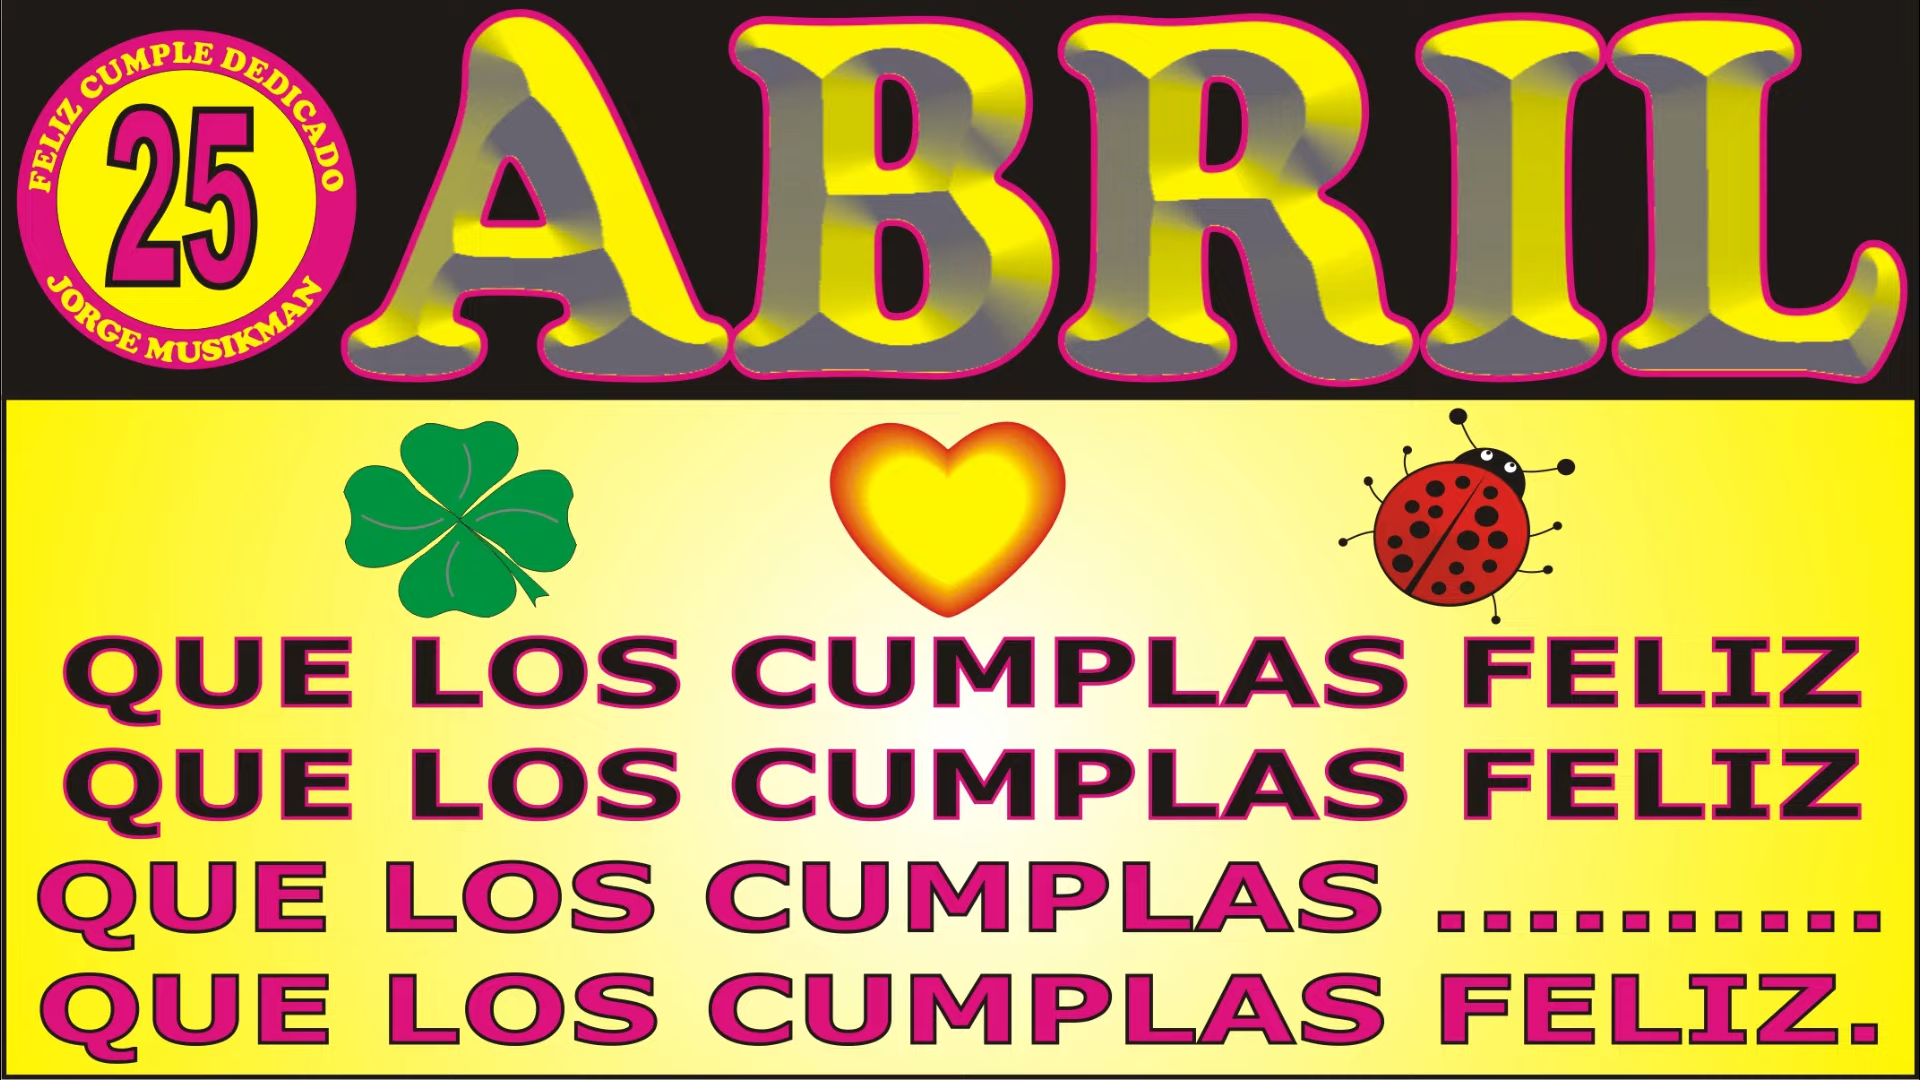 FELIZ CUMPLE DEDICADO
25
JORGE MUSIKMAN
ABRIL
QUE LOS CUMPLAS FELIZ
QUE LOS CUMPLAS FELIZ
QUE LOS CUMPLAS ..........
QUE LOS CUMPLAS FELIZ.